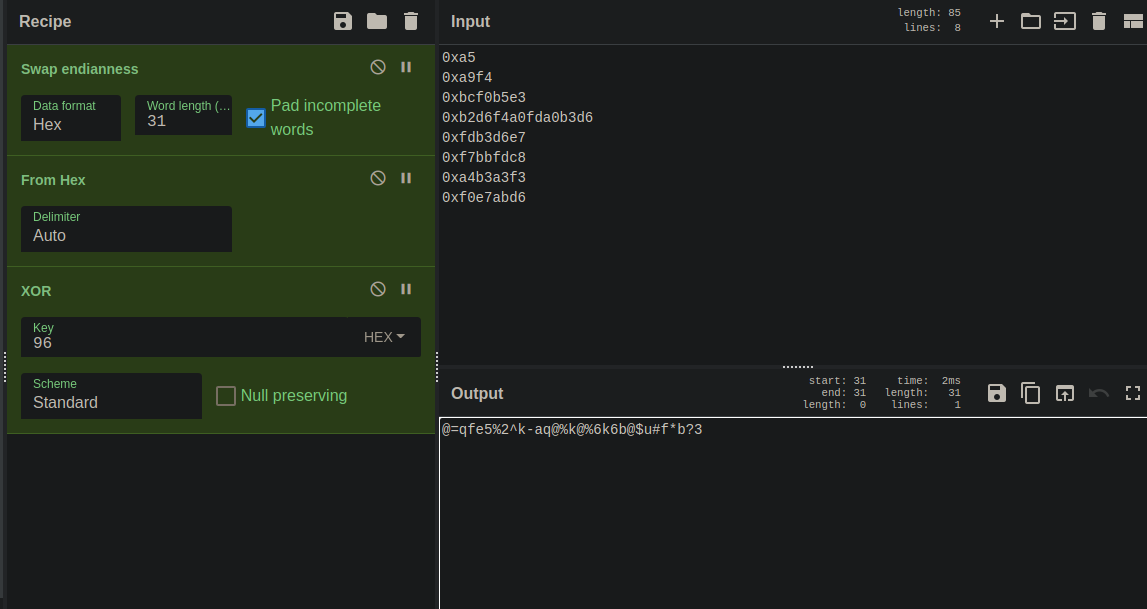 Recipe
Swap endianness
Data format
Hex
Word length (...
31
Pad incomplete
words
From Hex
Delimiter
Auto
XOR
Key
96
HEX
Scheme
Standard
Null preserving
Input
length: 85
lines: 8
0xa5
0xa9f4
0xbcf0b5e3
0xb2d6f4a0fda0b3d6
0xfdb3d6e7
0xf7bbfdc8
0xa4b3a3f3
0xf0e7abd6
Output
start: 31
end: 31
length: 0
time: 2ms
length: 31
lines: 1
@=qfe5%2^k-aq@%k@%6k6b@$u#f*b?3